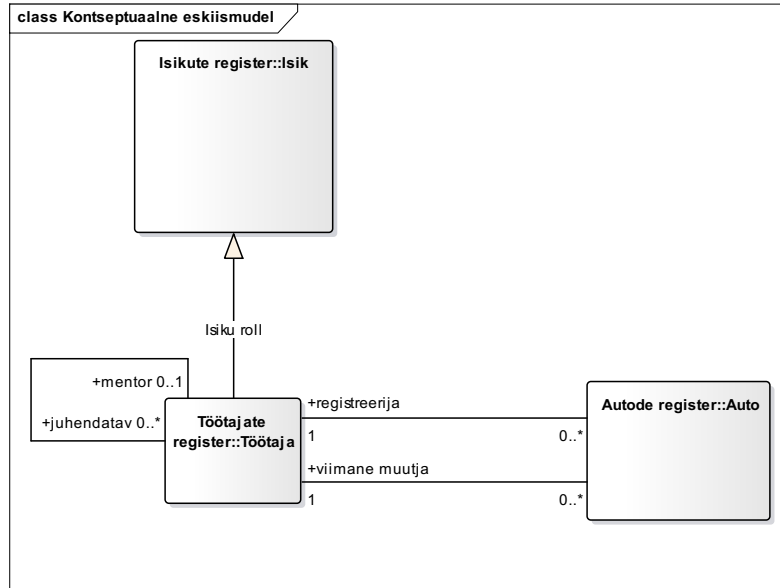 class Kontseptuaalne eskiismudel
Isikute register::Isik
Isiku roll
+mentor 0..1
+juhendatav 0..*
Töötajate
register::Töötaja
+registreerija
1
0..*
+viimane muutja
1
0..*
Autode register::Auto